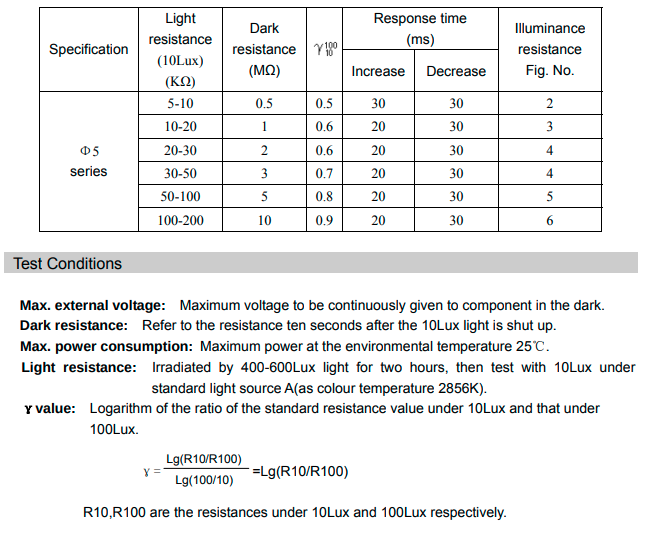 Specification Light resistance (10Lux) (KΩ) Dark resistance (MΩ) γ100 10 Response time (ms) Illuminance resistance Fig. No.
Increase Decrease
Φ5 series
5-10 0.5 0.5 30 30 2
10-20 1 0.6 20 30 3
20-30 2 0.6 20 30 4
30-50 3 0.7 20 30 4
50-100 5 0.8 20 30 5
100-200 10 0.9 20 30 6
Test Conditions
Max. external voltage: Maximum voltage to be continuously given to component in the dark.
Dark resistance: Refer to the resistance ten seconds after the 10Lux light is shut up.
Max. power consumption: Maximum power at the environmental temperature 25℃.
Light resistance: Irradiated by 400-600Lux light for two hours, then test with 10Lux under
standard light source A(as colour temperature 2856K).
γ value: Logarithm of the ratio of the standard resistance value under 10Lux and that under
100Lux.
γ = Lg(R10/R100) / Lg(100/10) =Lg(R10/R100)
R10,R100 are the resistances under 10Lux and 100Lux respectively.